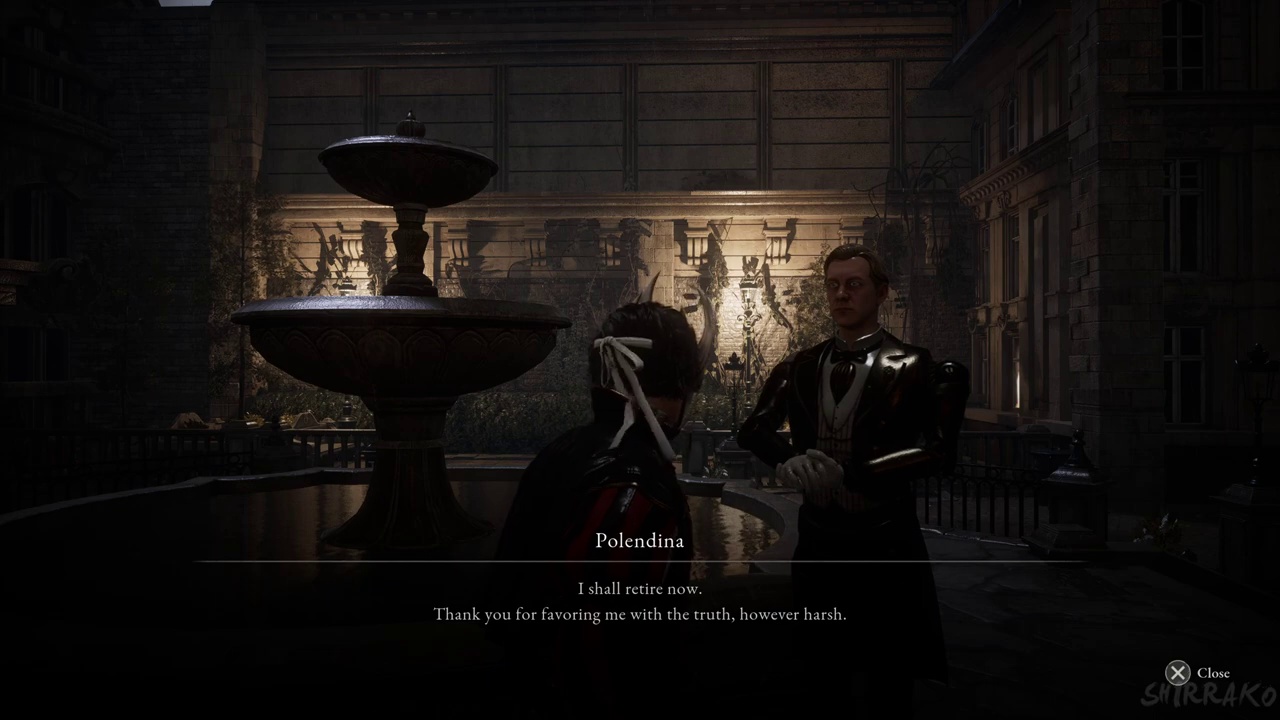 Polendina
I shall retire now.
Thank you for favoring me with the truth, however harsh.
Close
SHIRRAKO